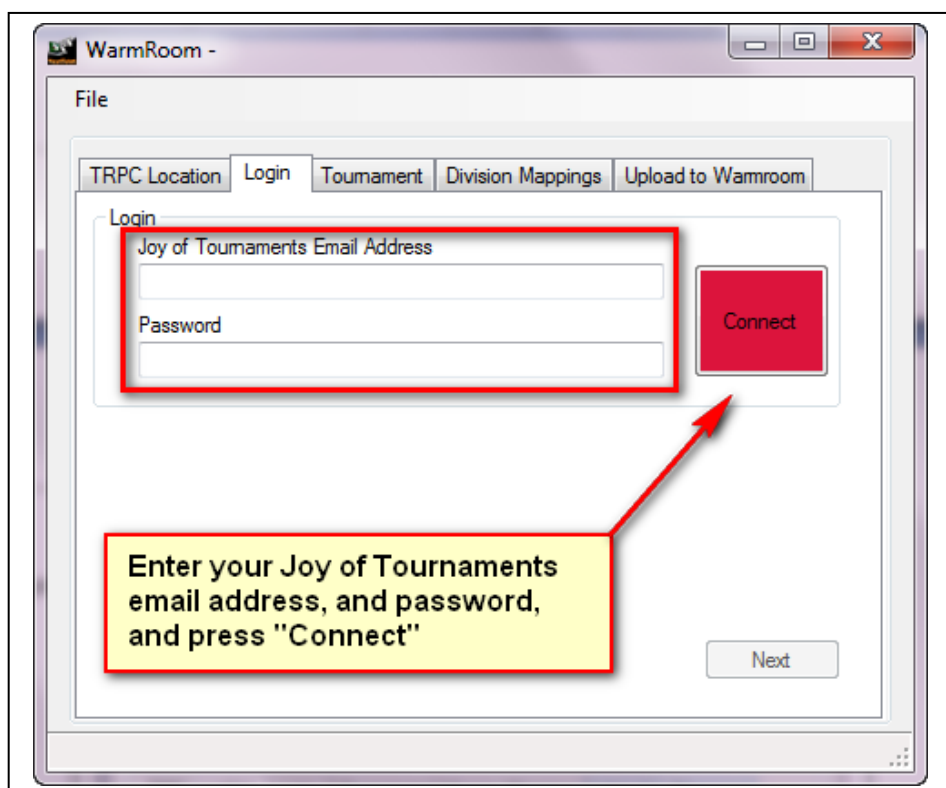 WarmRoom -
File
TRPC Location Login Tournament Division Mappings Upload to Warmroom
Login
Joy of Tournaments Email Address
Password
Connect
Enter your Joy of Tournaments
email address, and password,
and press "Connect"
Next